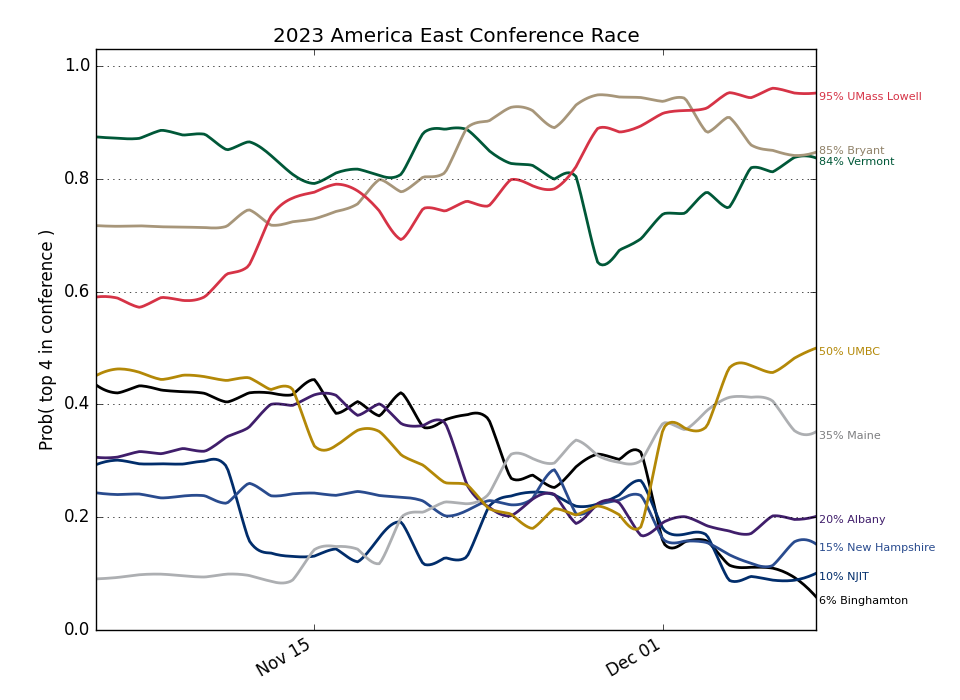 2023 America East Conference Race
1.0
0.8
0.6
0.4
0.2
0.0
Prob( top 4 in conference )
Nov 15
Dec 01
95% UMass Lowell
85% Bryant
84% Vermont
50% UMBC
35% Maine
20% Albany
15% New Hampshire
10% NJIT
6% Binghamton